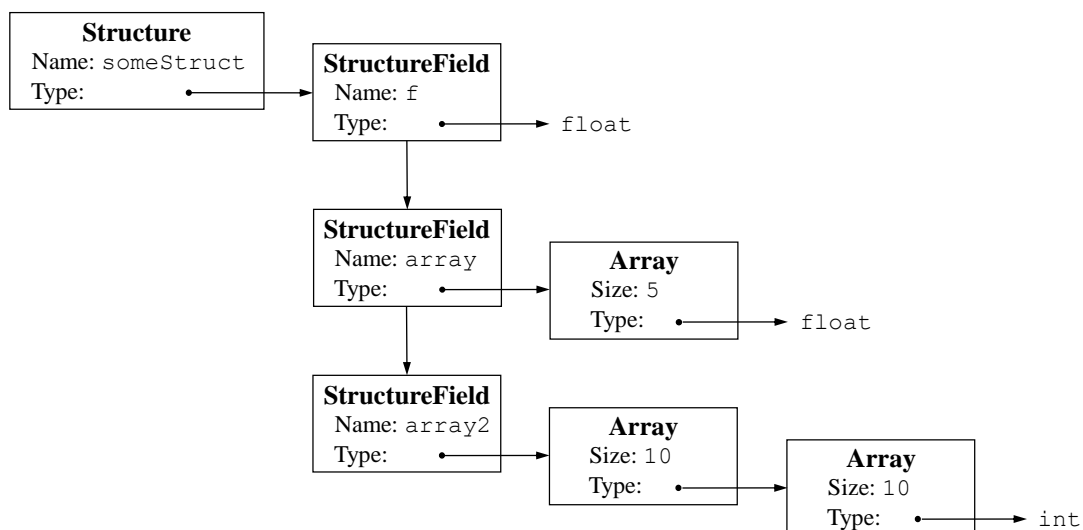 Structure
Name: someStruct
Type:
StructureField
Name: f
Type:
float
StructureField
Name: array
Type:
Array
Size: 5
Type:
float
StructureField
Name: array2
Type:
Array
Size: 10
Type:
Array
Size: 10
Type:
int